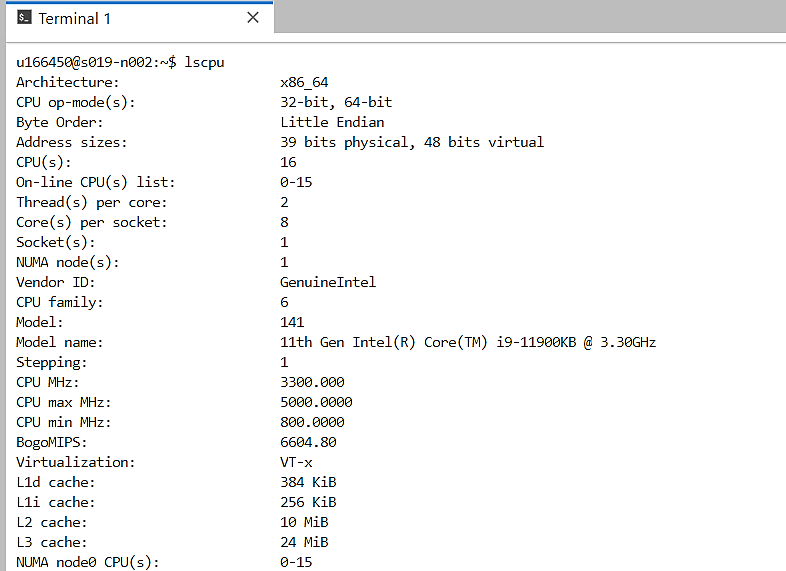 Terminal 1
u166450@s019-n002:~$ lscpu
Architecture: x86_64
CPU op-mode(s): 32-bit, 64-bit
Byte Order: Little Endian
Address sizes: 39 bits physical, 48 bits virtual
CPU(s): 16
On-line CPU(s) list: 0-15
Thread(s) per core: 2
Core(s) per socket: 8
Socket(s): 1
NUMA node(s): 1
Vendor ID: GenuineIntel
CPU family: 6
Model: 141
Model name: 11th Gen Intel(R) Core(TM) i9-11900KB @ 3.30GHz
Stepping: 1
CPU MHz: 3300.000
CPU max MHz: 5000.0000
CPU min MHz: 800.0000
BogoMIPS: 6604.80
Virtualization: VT-x
L1d cache: 384 KiB
L1i cache: 256 KiB
L2 cache: 10 MiB
L3 cache: 24 MiB
NUMA node0 CPU(s): 0-15